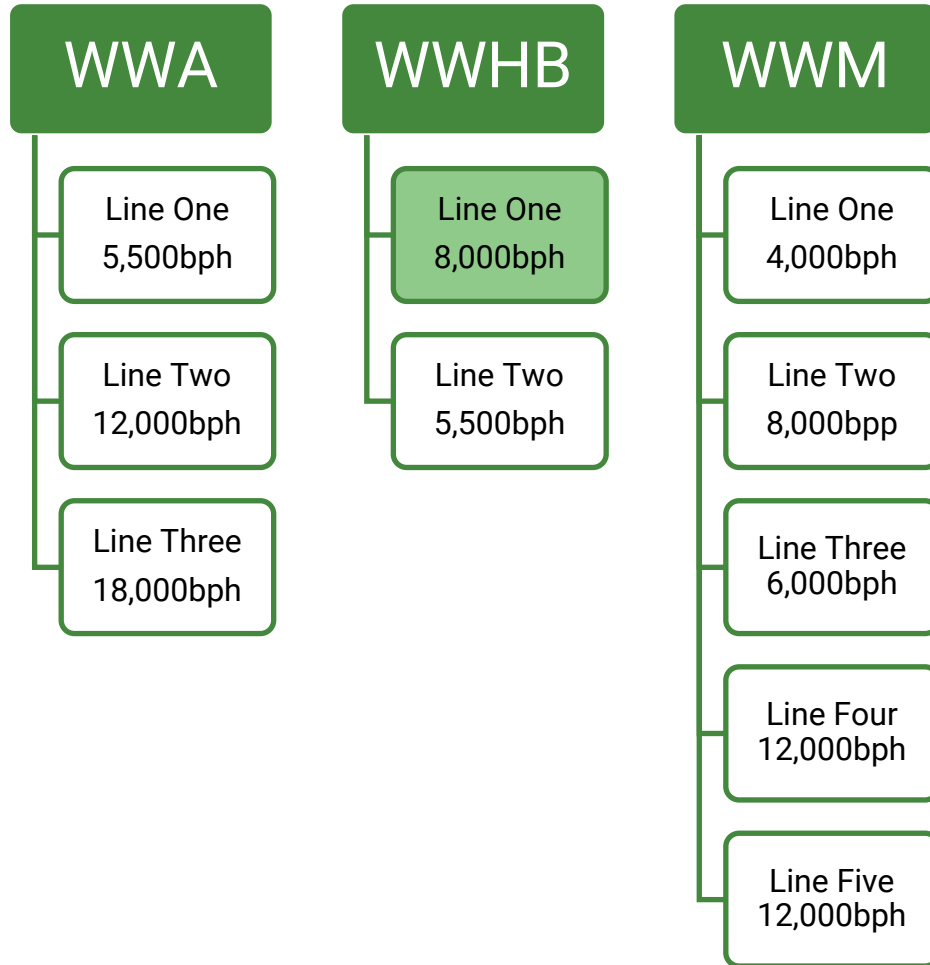 WWA
Line One
5,500bph
Line Two
12,000bph
Line Three
18,000bph
WWHB
Line One
8,000bph
Line Two
5,500bph
WWM
Line One
4,000bph
Line Two
8,000bpp
Line Three
6,000bph
Line Four
12,000bph
Line Five
12,000bph